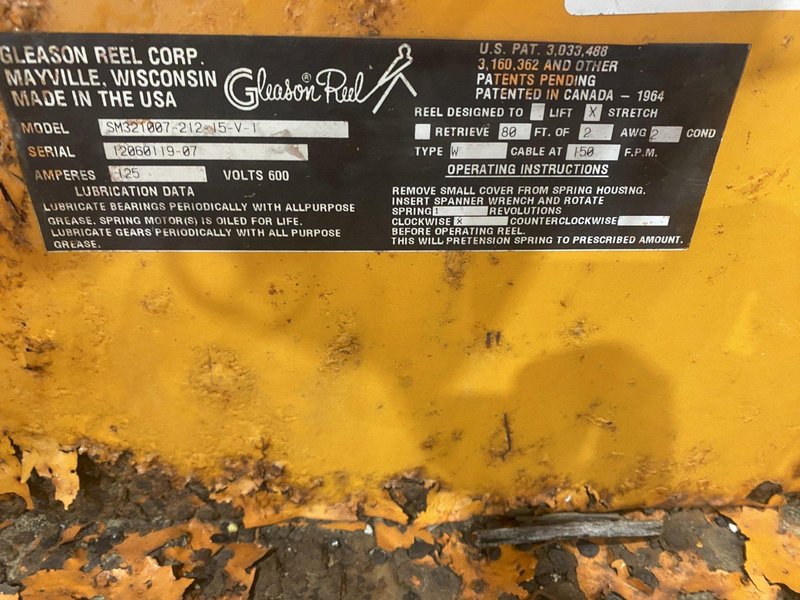 GLEASON REEL CORP.
MAYVILLE, WISCONSIN
MADE IN THE USA
Gleason Reel ®
U.S. PAT. 3,033,488
3,160,362 AND OTHER
PATENTS PENDING
PATENTED IN CANADA – 1964
MODEL SM321007-212-15-V-1
SERIAL 12060119-07
AMPERES 125 VOLTS 600
LUBRICATION DATA
LUBRICATE BEARINGS PERIODICALLY WITH ALLPURPOSE
GREASE. SPRING MOTOR(S) IS OILED FOR LIFE.
LUBRICATE GEARS PERIODICALLY WITH ALL PURPOSE
GREASE.
REEL DESIGNED TO LIFT X STRETCH
RETRIEVE 80 FT. OF 2 AWG 2 COND
TYPE W CABLE AT 150 F.P.M.
OPERATING INSTRUCTIONS
REMOVE SMALL COVER FROM SPRING HOUSING.
INSERT SPANNER WRENCH AND ROTATE
SPRING 1 REVOLUTIONS
CLOCKWISE X COUNTERCLOCKWISE
BEFORE OPERATING REEL.
THIS WILL PRETENSION SPRING TO PRESCRIBED AMOUNT.